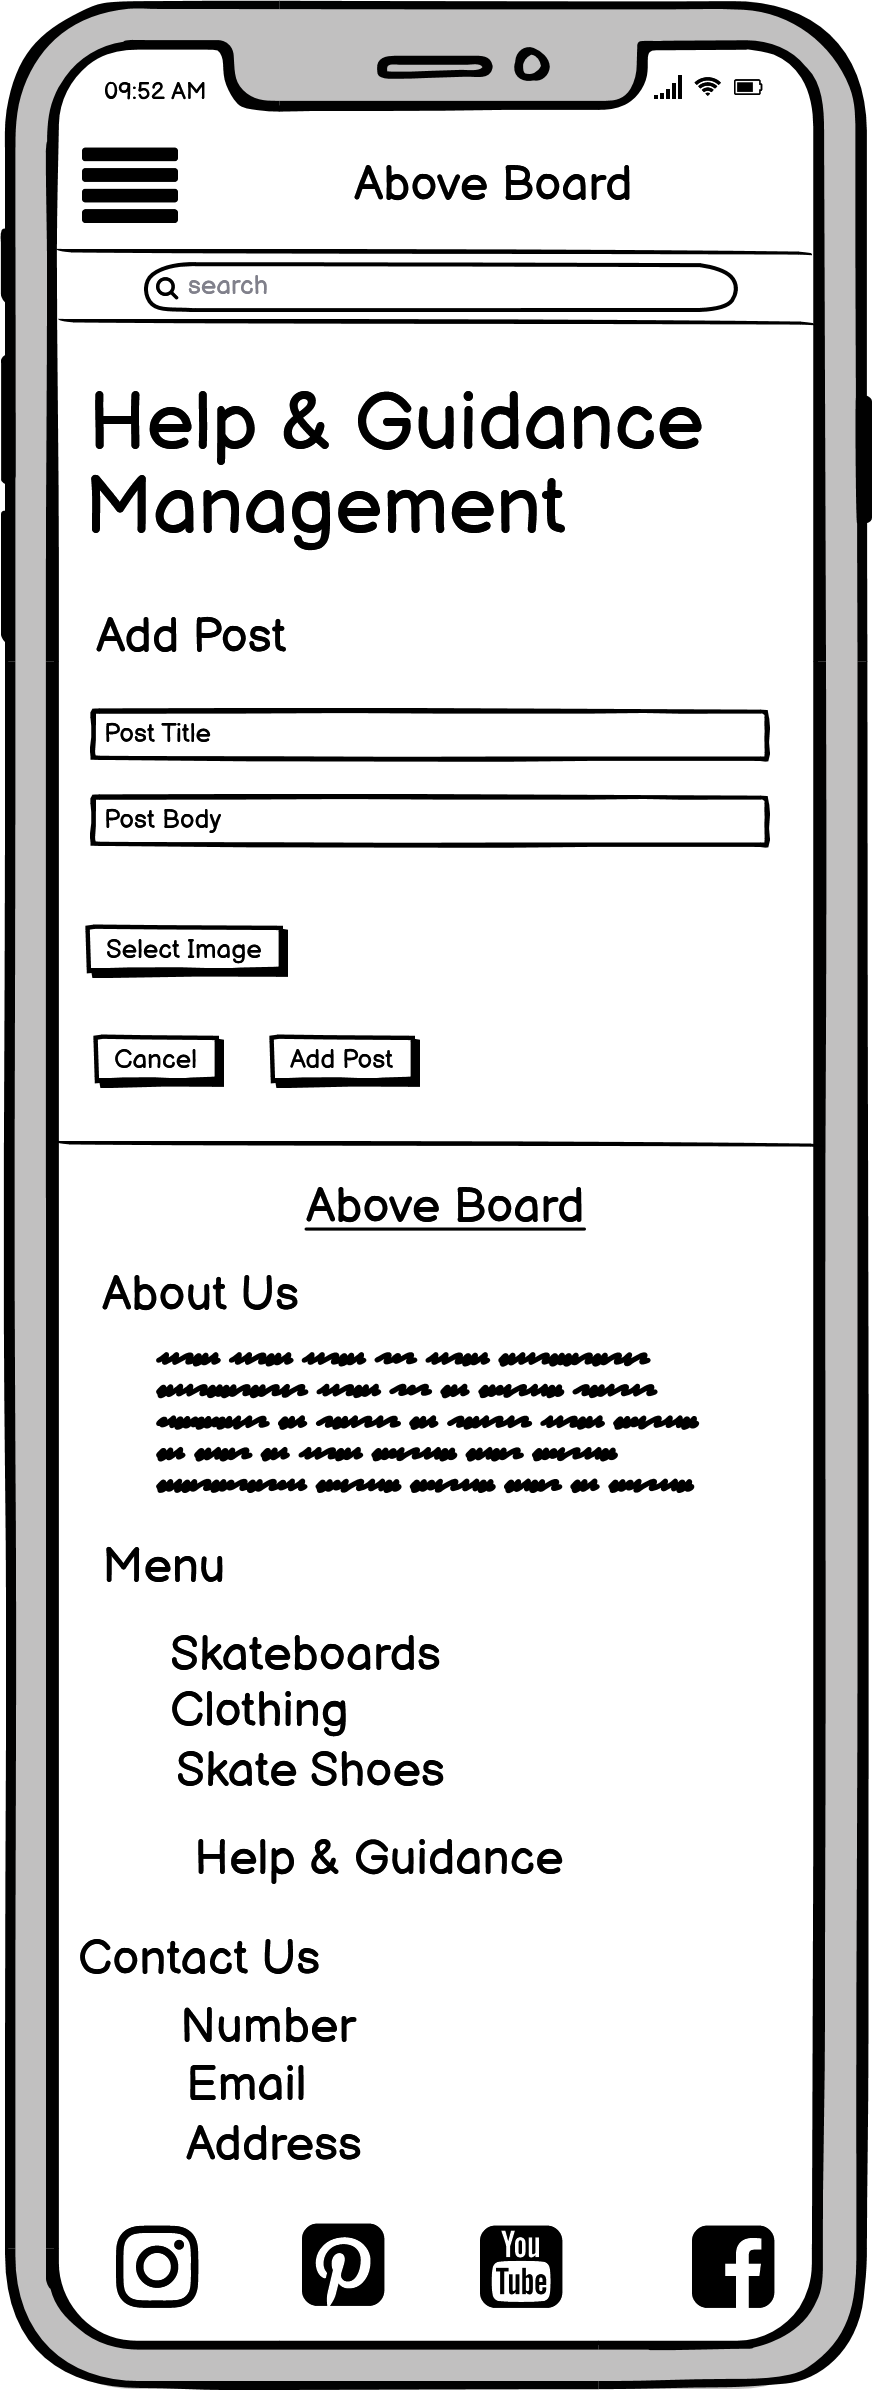 09:52 AM
Above Board
search
Help & Guidance
Management
Add Post
Post Title
Post Body
Select Image
Cancel Add Post
Above Board
About Us
Menu
Skateboards
Clothing
Skate Shoes
Help & Guidance
Contact Us
Number
Email
Address
You
Tube